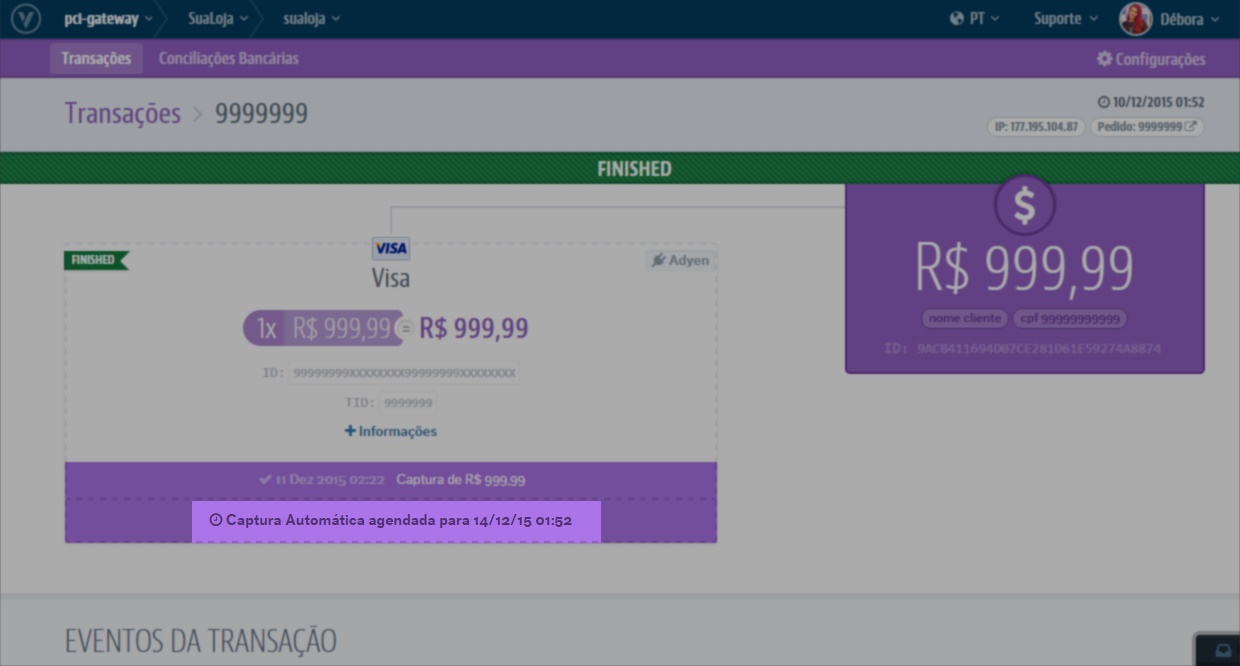 pci-gateway SuaLoja sualoja PT Suporte Débora
Transações Conciliações Bancárias Configurações
Transações > 9999999
10/12/2015 01:52
IP: 177.195.104.87 Pedido: 9999999
FINISHED
$
R$ 999,99
nome cliente cpf 99999999999
ID: 9ACB411694D07CE281D61E59274A8874
FINISHED
VISA
Adyen
Visa
1x R$ 999,99 = R$ 999,99
ID: 99999999XXXXXXXX99999999XXXXXXXX
TID: 9999999
+ Informações
11 Dez 2015 02:22 Captura de R$ 999,99
Captura Automática agendada para 14/12/15 01:52
EVENTOS DA TRANSAÇÃO